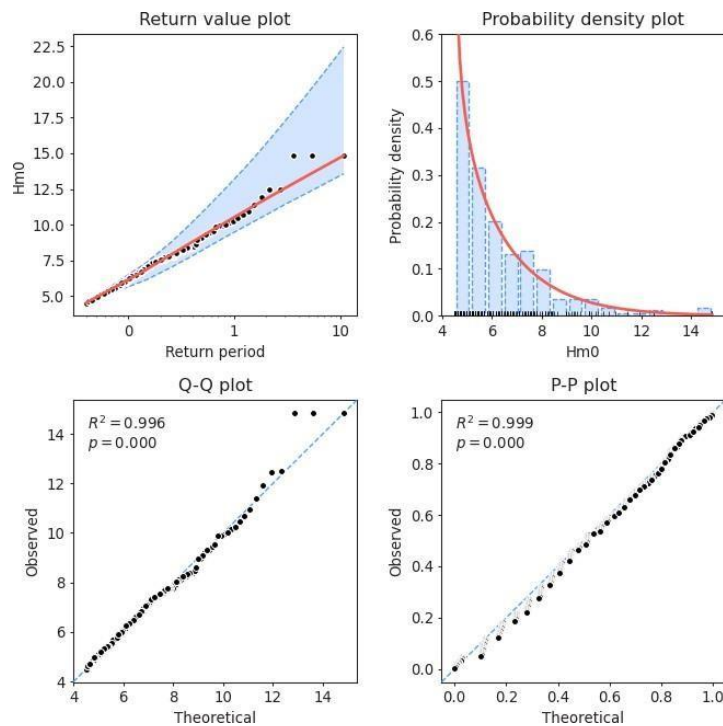 Return value plot
22.5
20.0
17.5
15.0
12.5
10.0
7.5
5.0
Hm0
0 1 10
Return period
Probability density plot
0.6
0.5
0.4
0.3
0.2
0.1
0.0
Probability density
4 6 8 10 12 14
Hm0
Q-Q plot
R² = 0.996
p = 0.000
14
12
10
8
6
4
Observed
4 6 8 10 12 14
Theoretical
P-P plot
R² = 0.999
p = 0.000
1.0
0.8
0.6
0.4
0.2
0.0
Observed
0.0 0.2 0.4 0.6 0.8 1.0
Theoretical